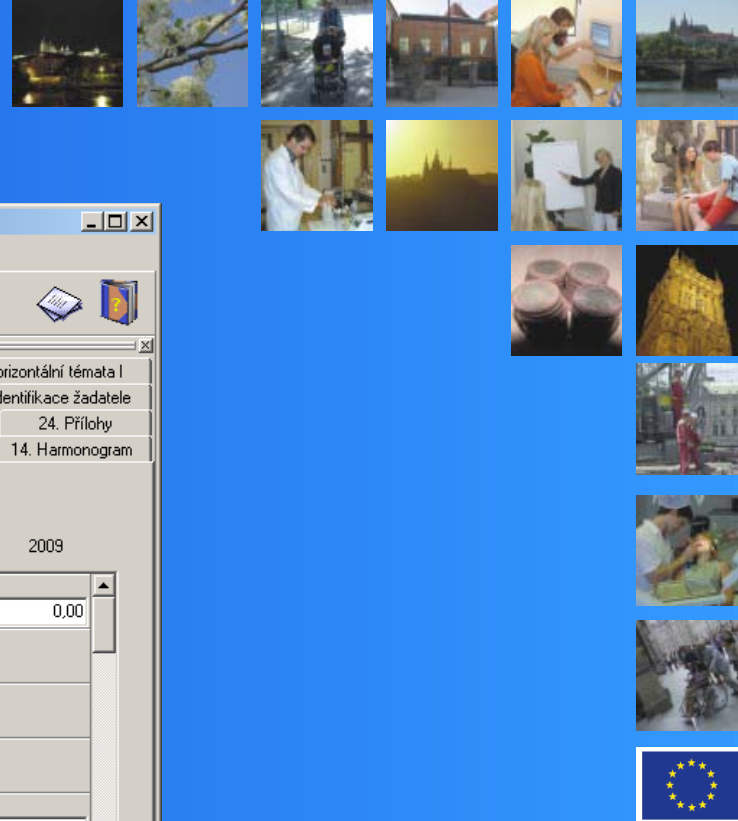 orizontální témata I
dentifikace žadatele
24. Přílohy
14. Harmonogram
2009
0,00